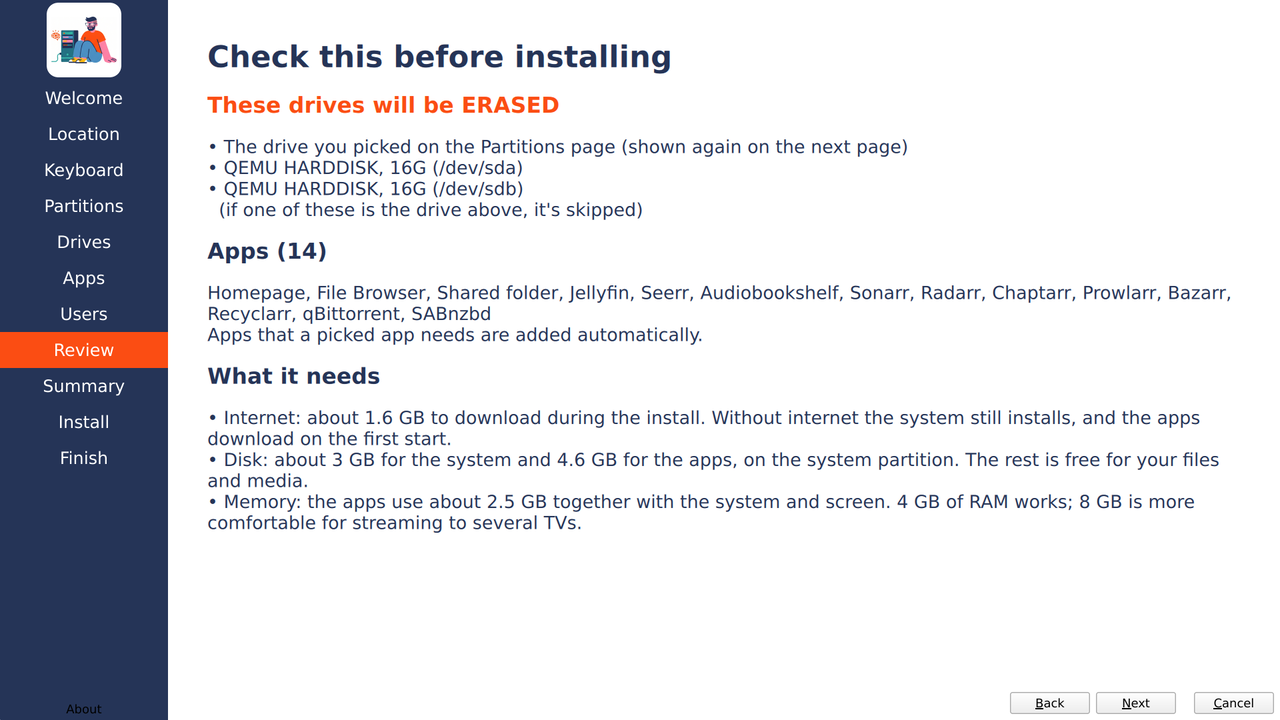 Welcome
Location
Keyboard
Partitions
Drives
Apps
Users
Review
Summary
Install
Finish
About
Check this before installing
These drives will be ERASED
• The drive you picked on the Partitions page (shown again on the next page)
• QEMU HARDDISK, 16G (/dev/sda)
• QEMU HARDDISK, 16G (/dev/sdb)
(if one of these is the drive above, it's skipped)
Apps (14)
Homepage, File Browser, Shared folder, Jellyfin, Seerr, Audiobookshelf, Sonarr, Radarr, Chaptarr, Prowlarr, Bazarr,
Recyclarr, qBittorrent, SABnzbd
Apps that a picked app needs are added automatically.
What it needs
• Internet: about 1.6 GB to download during the install. Without internet the system still installs, and the apps
download on the first start.
• Disk: about 3 GB for the system and 4.6 GB for the apps, on the system partition. The rest is free for your files
and media.
• Memory: the apps use about 2.5 GB together with the system and screen. 4 GB of RAM works; 8 GB is more
comfortable for streaming to several TVs.
Back
Next
Cancel